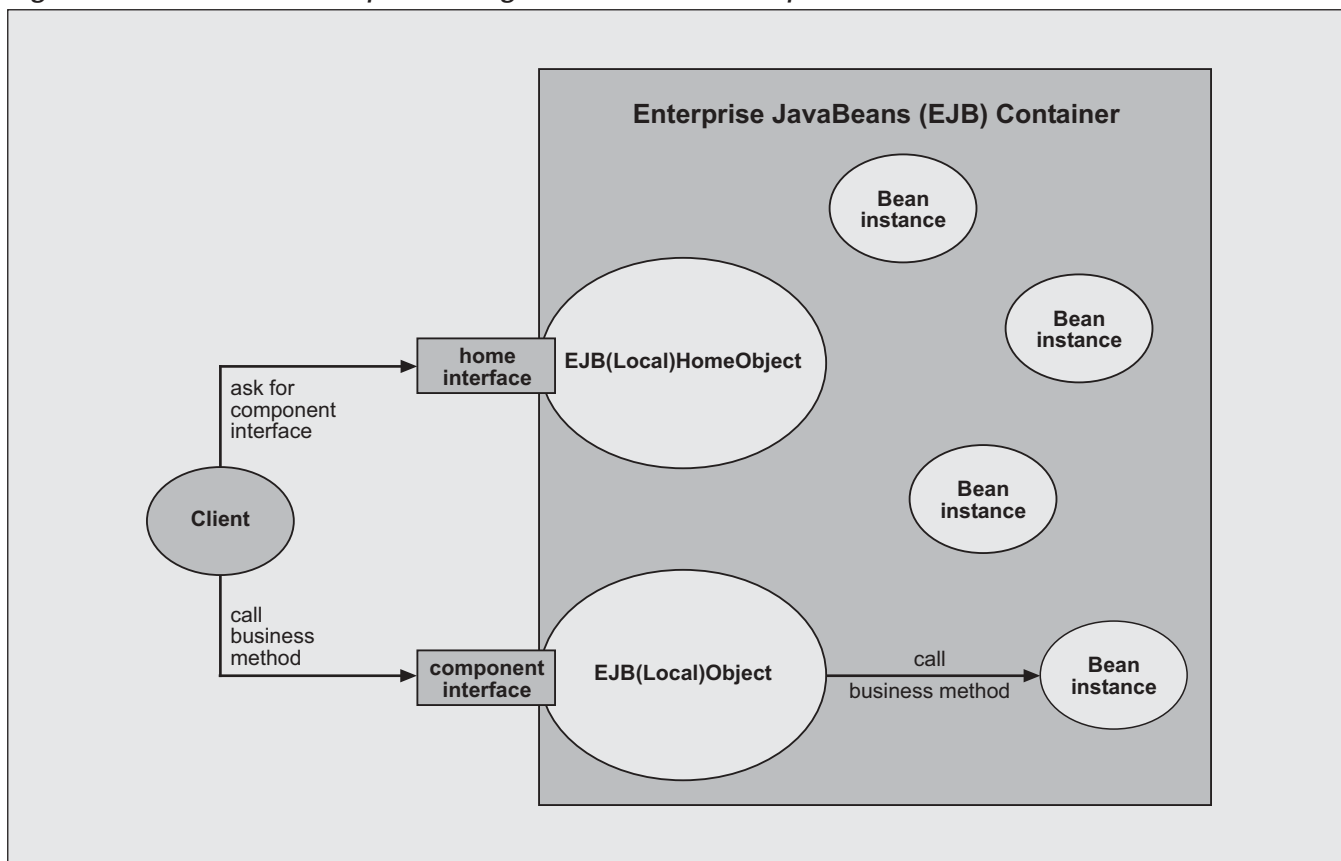 Enterprise JavaBeans (EJB) Container
Bean
instance
Bean
instance
home
interface
EJB(Local)HomeObject
ask for
component
interface
Bean
instance
Client
call
business
method
component
interface
EJB(Local)Object
call
business method
Bean
instance